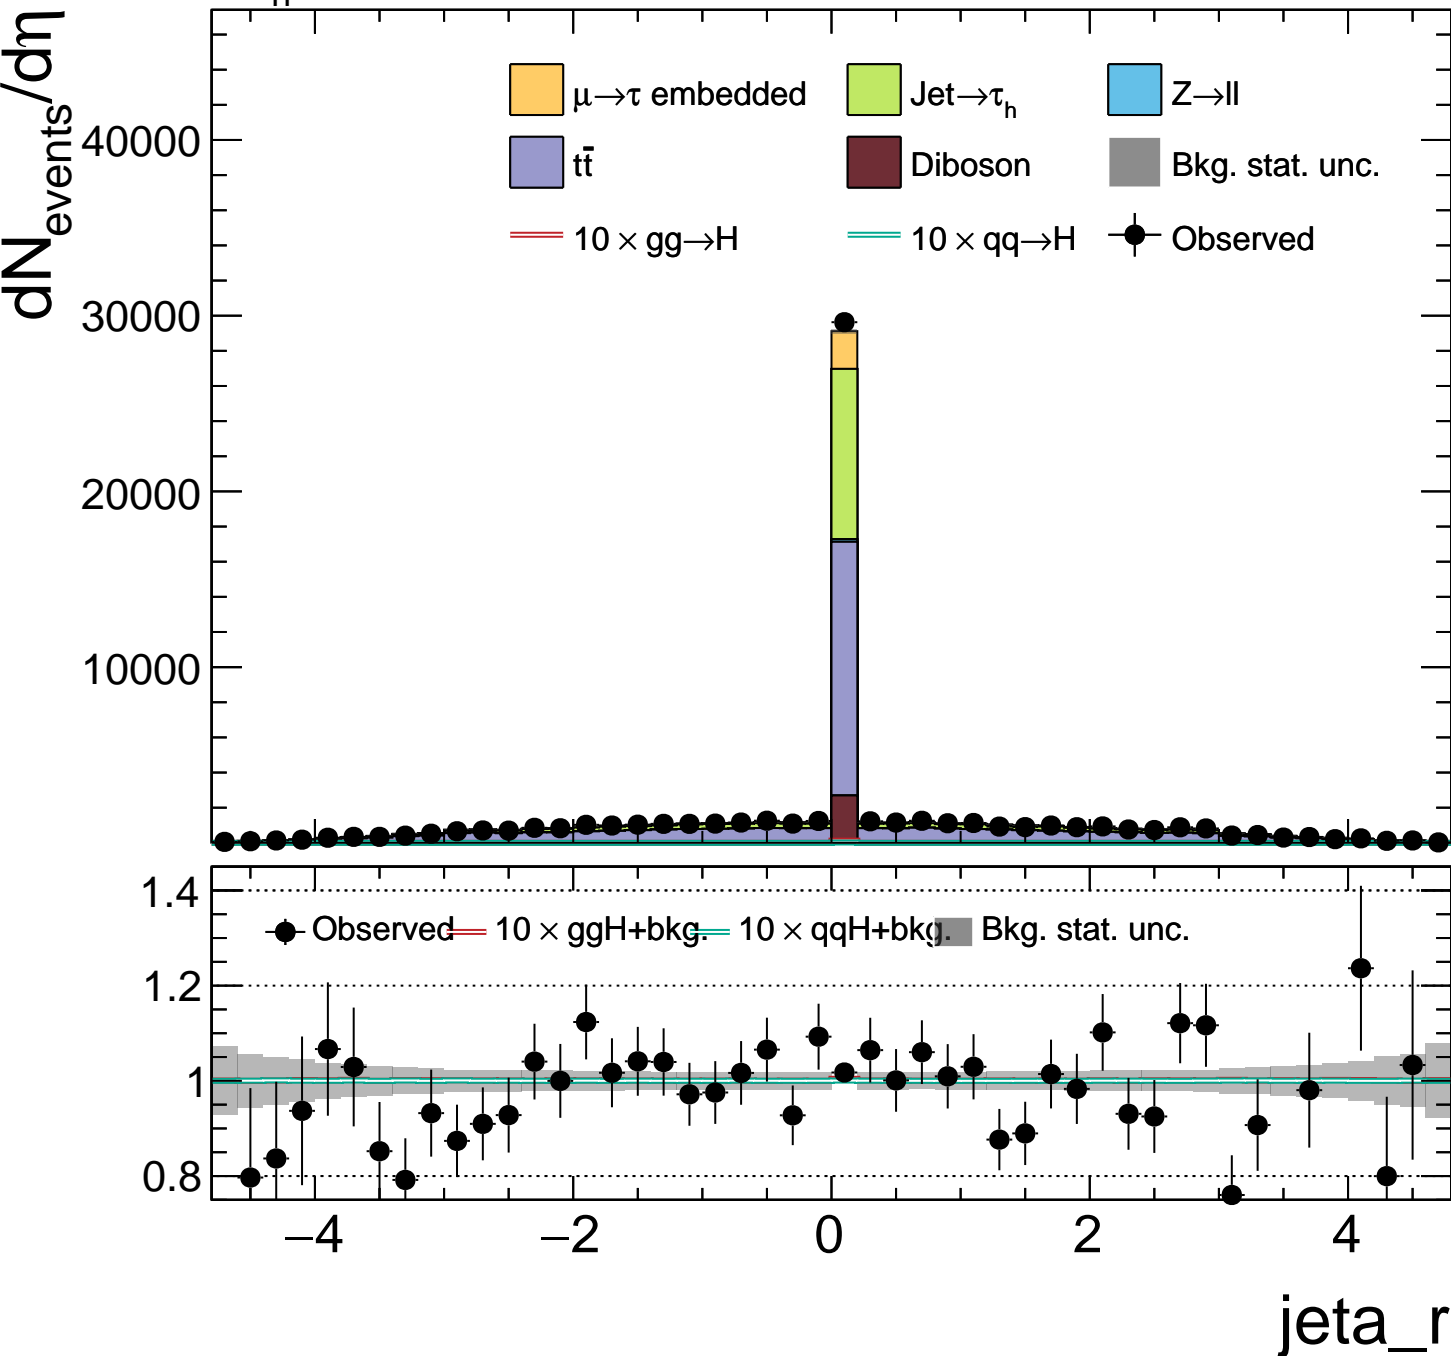 dN_events/dη
μ→τ embedded Jet→τ_h Z→ll
tt̄ Diboson Bkg. stat. unc.
10 × gg→H 10 × qq→H Observed
40000
30000
20000
10000
1.4
Observed 10 × ggH+bkg. 10 × qqH+bkg. Bkg. stat. unc.
1.2
1
0.8
−4 −2 0 2 4
jeta_r